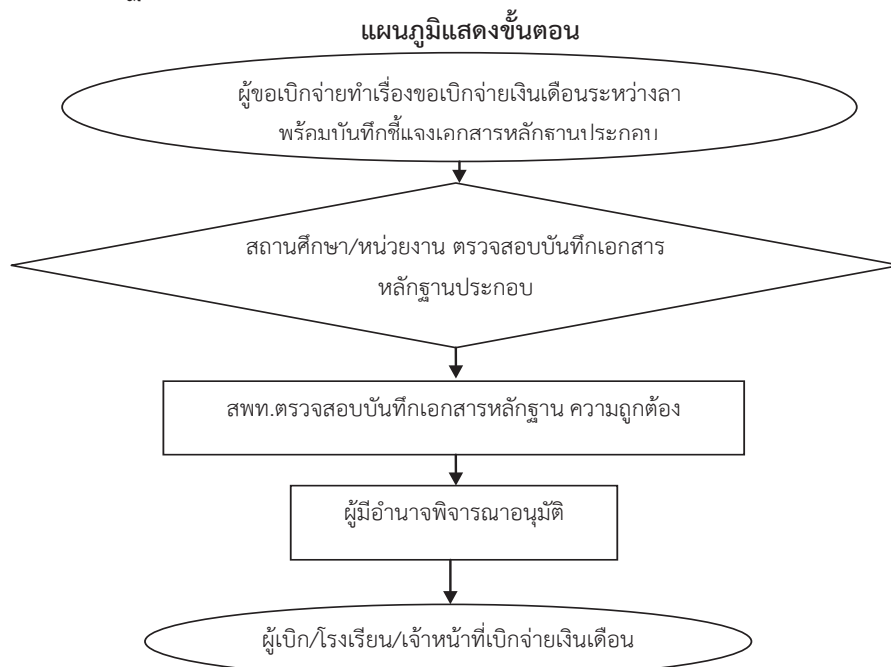 แผนภูมิแสดงขั้นตอน
ผู้ขอเบิกจ่ายทำเรื่องขอเบิกจ่ายเงินเดือนระหว่างลา
พร้อมบันทึกชี้แจงเอกสารหลักฐานประกอบ
สถานศึกษา/หน่วยงาน ตรวจสอบบันทึกเอกสาร
หลักฐานประกอบ
สพท.ตรวจสอบบันทึกเอกสารหลักฐาน ความถูกต้อง
ผู้มีอำนาจพิจารณาอนุมัติ
ผู้เบิก/โรงเรียน/เจ้าหน้าที่เบิกจ่ายเงินเดือน